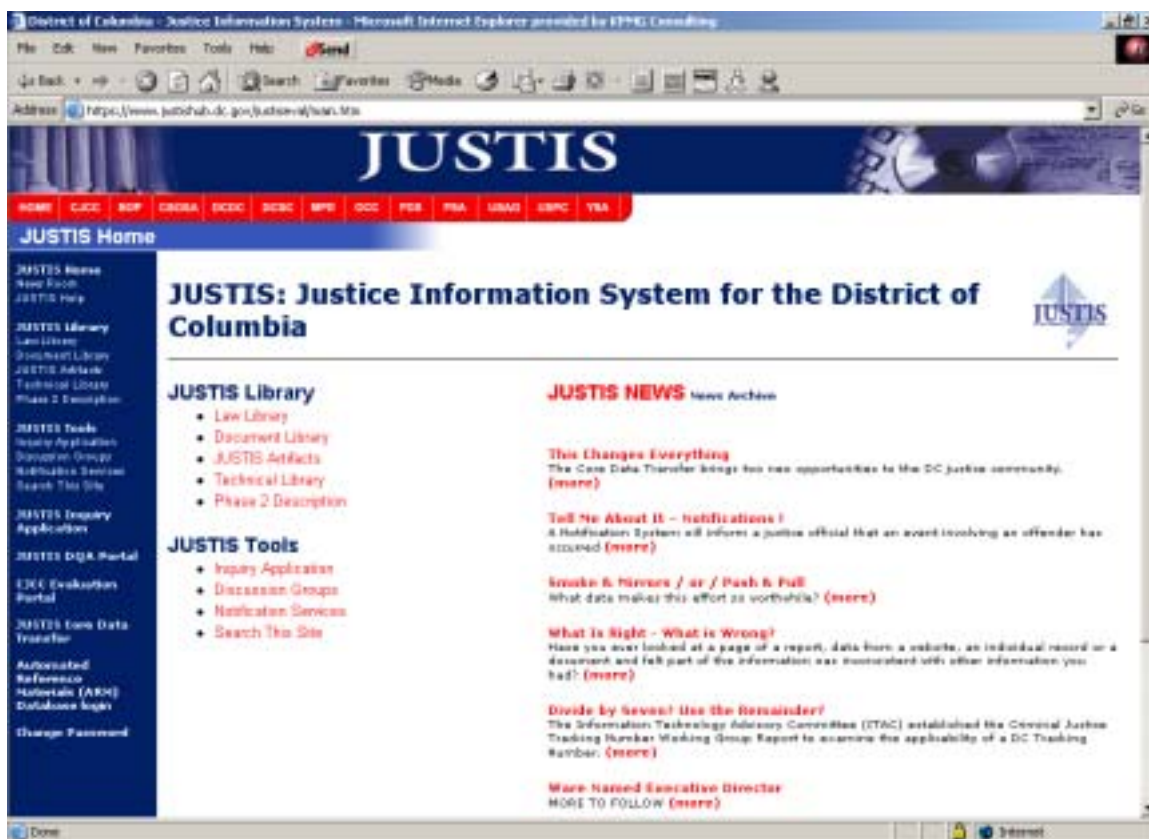 District of Columbia - Justice Information System - Microsoft Internet Explorer provided by KPMG Consulting
File Edit View Favorites Tools Help Send
Back Search Favorites Media
Address https://www.justishub.dc.gov/ Go
JUSTIS
HOME CJCC BOP CSOSA DCDC DCSC MPD OCC PDS PSA USAO USPC YSA
JUSTIS Home
JUSTIS Home
News Room
JUSTIS Help
JUSTIS Library
Law Library
Document Library
JUSTIS Artifacts
Technical Library
Phase 2 Description
JUSTIS Tools
Inquiry Application
Discussion Groups
Notification Services
Search This Site
JUSTIS Inquiry
Application
JUSTIS DQA Portal
CJCC Evaluation
Portal
JUSTIS Core Data
Transfer
Automated
Reference
Materials (ARM)
Database login
Change Password
JUSTIS: Justice Information System for the District of
Columbia
JUSTIS
JUSTIS Library
• Law Library
• Document Library
• JUSTIS Artifacts
• Technical Library
• Phase 2 Description
JUSTIS Tools
• Inquiry Application
• Discussion Groups
• Notification Services
• Search This Site
JUSTIS NEWS News Archive
This Changes Everything
The Core Data Transfer brings two new opportunities to the DC justice community.
(more)
Tell Me About It - Notifications !
A Notification System will inform a justice official that an event involving an offender has
occurred (more)
Smoke & Mirrors / or / Push & Pull
What data makes this effort so worthwhile? (more)
What Is Right - What is Wrong?
Have you ever looked at a page of a report, data from a website, an individual record or a
document and felt part of the information was inconsistent with other information you
had? (more)
Divide by Seven? Use the Remainder?
The Information Technology Advisory Committee (ITAC) established the Criminal Justice
Tracking Number Working Group Report to examine the applicability of a DC Tracking
Number. (more)
Ware Named Executive Director
MORE TO FOLLOW (more)
Done Internet